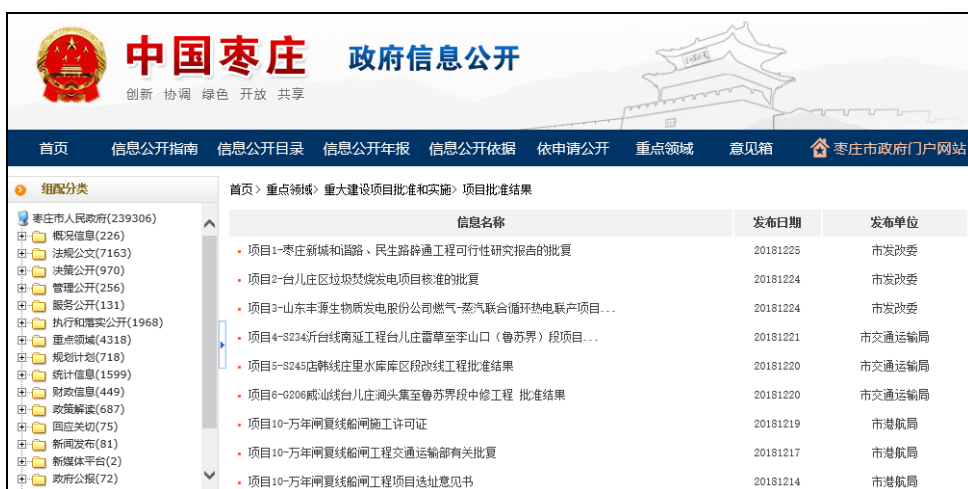 中国枣庄 政府信息公开
创新 协调 绿色 开放 共享
首页 信息公开指南 信息公开目录 信息公开年报 信息公开依据 依申请公开 重点领域 意见箱 枣庄市政府门户网站
组配分类
枣庄市人民政府(239306)
概况信息(226)
法规公文(7163)
决策公开(970)
管理公开(256)
服务公开(131)
执行和落实公开(1968)
重点领域(4318)
规划计划(718)
统计信息(1599)
财政信息(449)
政策解读(687)
回应关切(75)
新闻发布(81)
新媒体平台(2)
政府公报(72)
首页> 重点领域> 重大建设项目批准和实施> 项目批准结果
信息名称 发布日期 发布单位
项目1-枣庄新城和谐路、民生路辟通工程可行性研究报告的批复 20181225 市发改委
项目2-台儿庄区垃圾焚烧发电项目核准的批复 20181224 市发改委
项目3-山东丰源生物质发电股份公司燃气-蒸汽联合循环热电联产项目... 20181224 市发改委
项目4-S234沂台线南延工程台儿庄雷草至李山口（鲁苏界）段项目... 20181221 市交通运输局
项目5-S245店韩线庄里水库库区段改线工程批准结果 20181220 市交通运输局
项目6-G206威汕线台儿庄涧头集至鲁苏界段中修工程 批准结果 20181220 市交通运输局
项目10-万年闸复线船闸施工许可证 20181219 市港航局
项目10-万年闸复线船闸工程交通运输部有关批复 20181217 市港航局
项目10-万年闸复线船闸工程项目选址意见书 20181214 市港航局